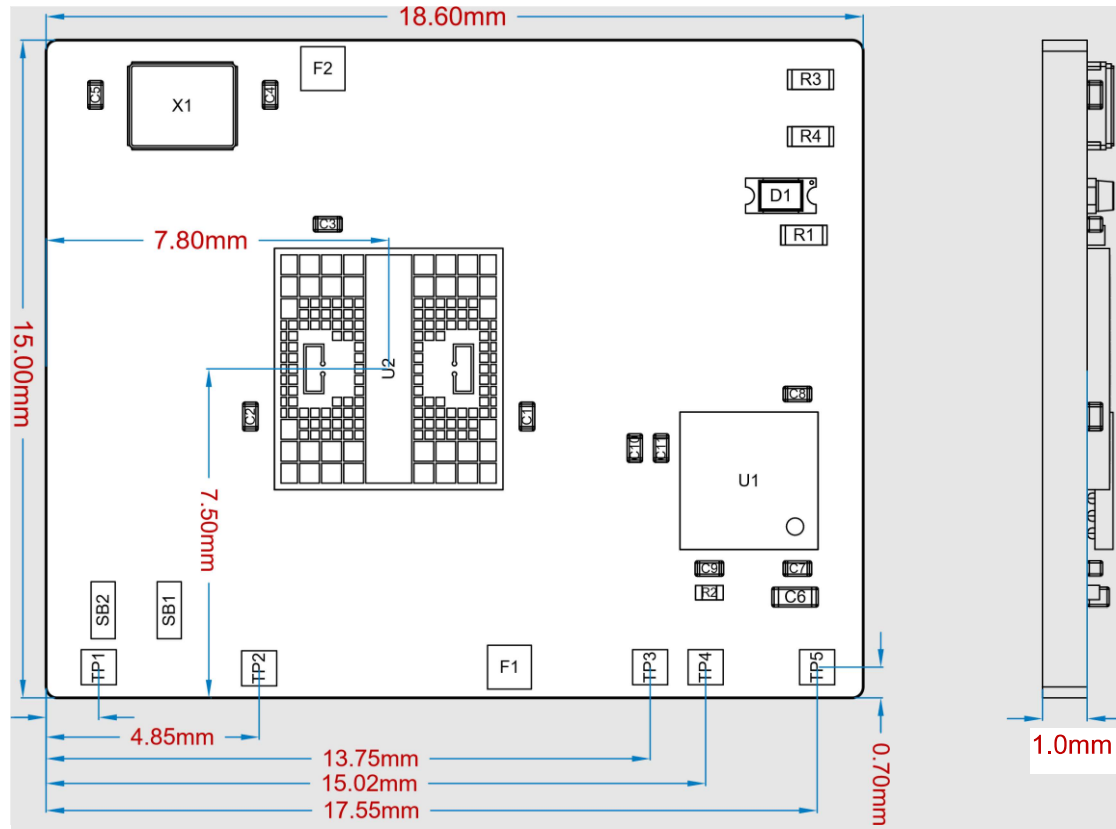 18.60mm
F2
R3
C5
X1
C4
R4
D1
C3
7.80mm
R1
15.00mm
U2
C8
C2
C1
C10
C11
U1
7.50mm
C9
C7
R2
C6
SB2
SB1
TP1
TP2
F1
TP3
TP4
TP5
4.85mm
1.0mm
13.75mm
0.70mm
15.02mm
17.55mm